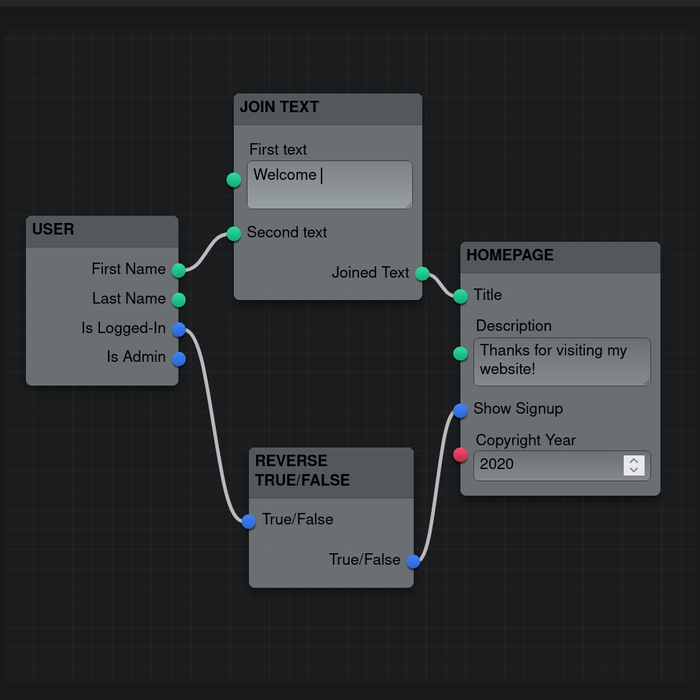 JOIN TEXT
First text
Welcome
Second text
Joined Text
USER
First Name
Last Name
Is Logged-In
Is Admin
HOMEPAGE
Title
Description
Thanks for visiting my
website!
Show Signup
Copyright Year
2020
REVERSE
TRUE/FALSE
True/False
True/False